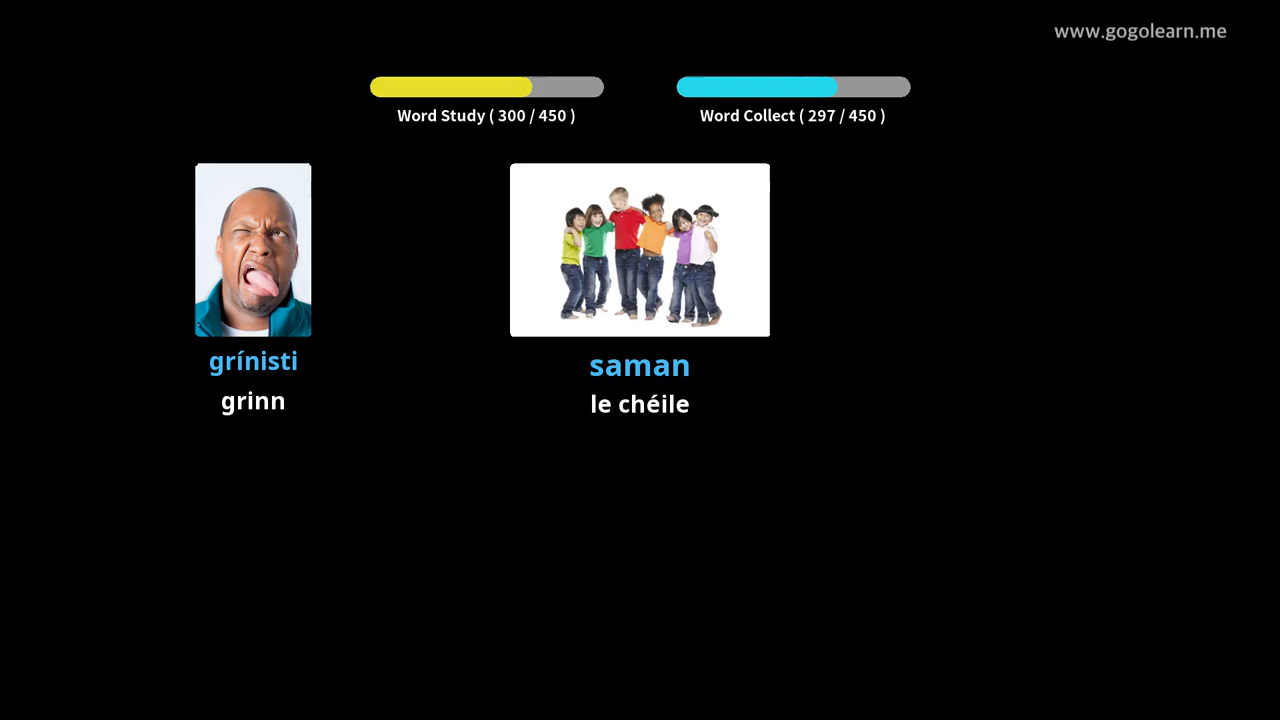 www.gogolearn.me
Word Study ( 300 / 450 )
Word Collect ( 297 / 450 )
grínisti
grinn
saman
le chéile